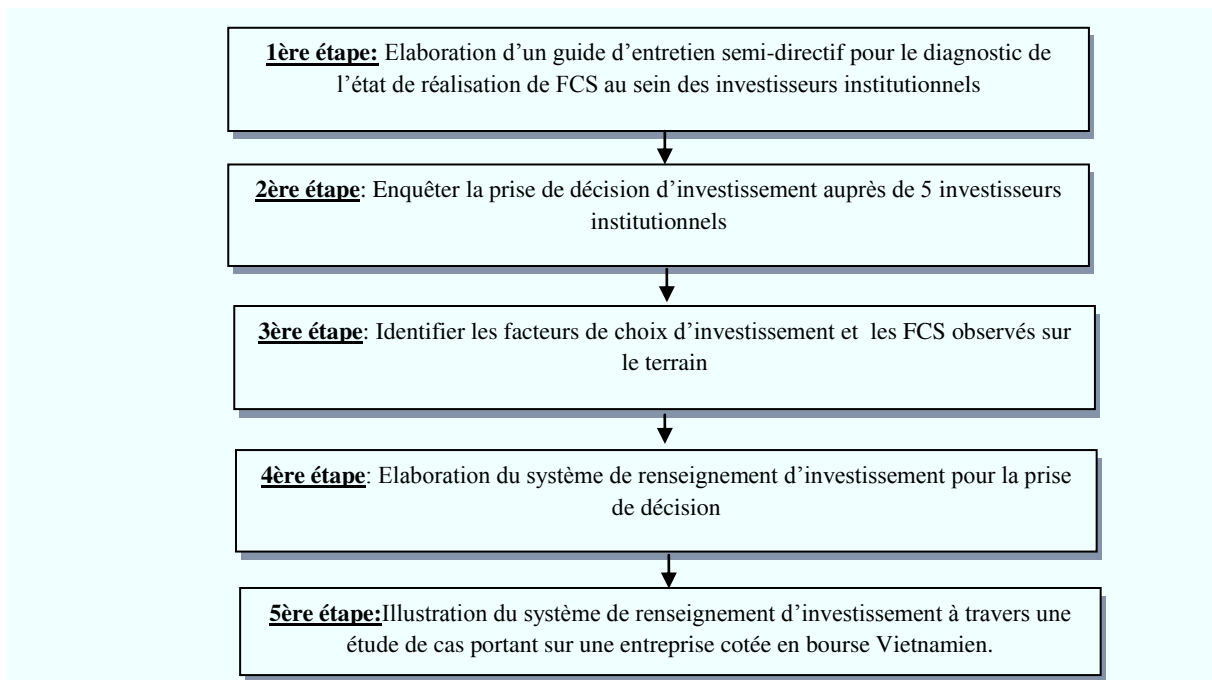 1ère étape: Elaboration d’un guide d’entretien semi-directif pour le diagnostic de
l’état de réalisation de FCS au sein des investisseurs institutionnels
2ère étape: Enquêter la prise de décision d’investissement auprès de 5 investisseurs
institutionnels
3ère étape: Identifier les facteurs de choix d’investissement et les FCS observés sur
le terrain
4ère étape: Elaboration du système de renseignement d’investissement pour la prise
de décision
5ère étape:Illustration du système de renseignement d’investissement à travers une
étude de cas portant sur une entreprise cotée en bourse Vietnamien.